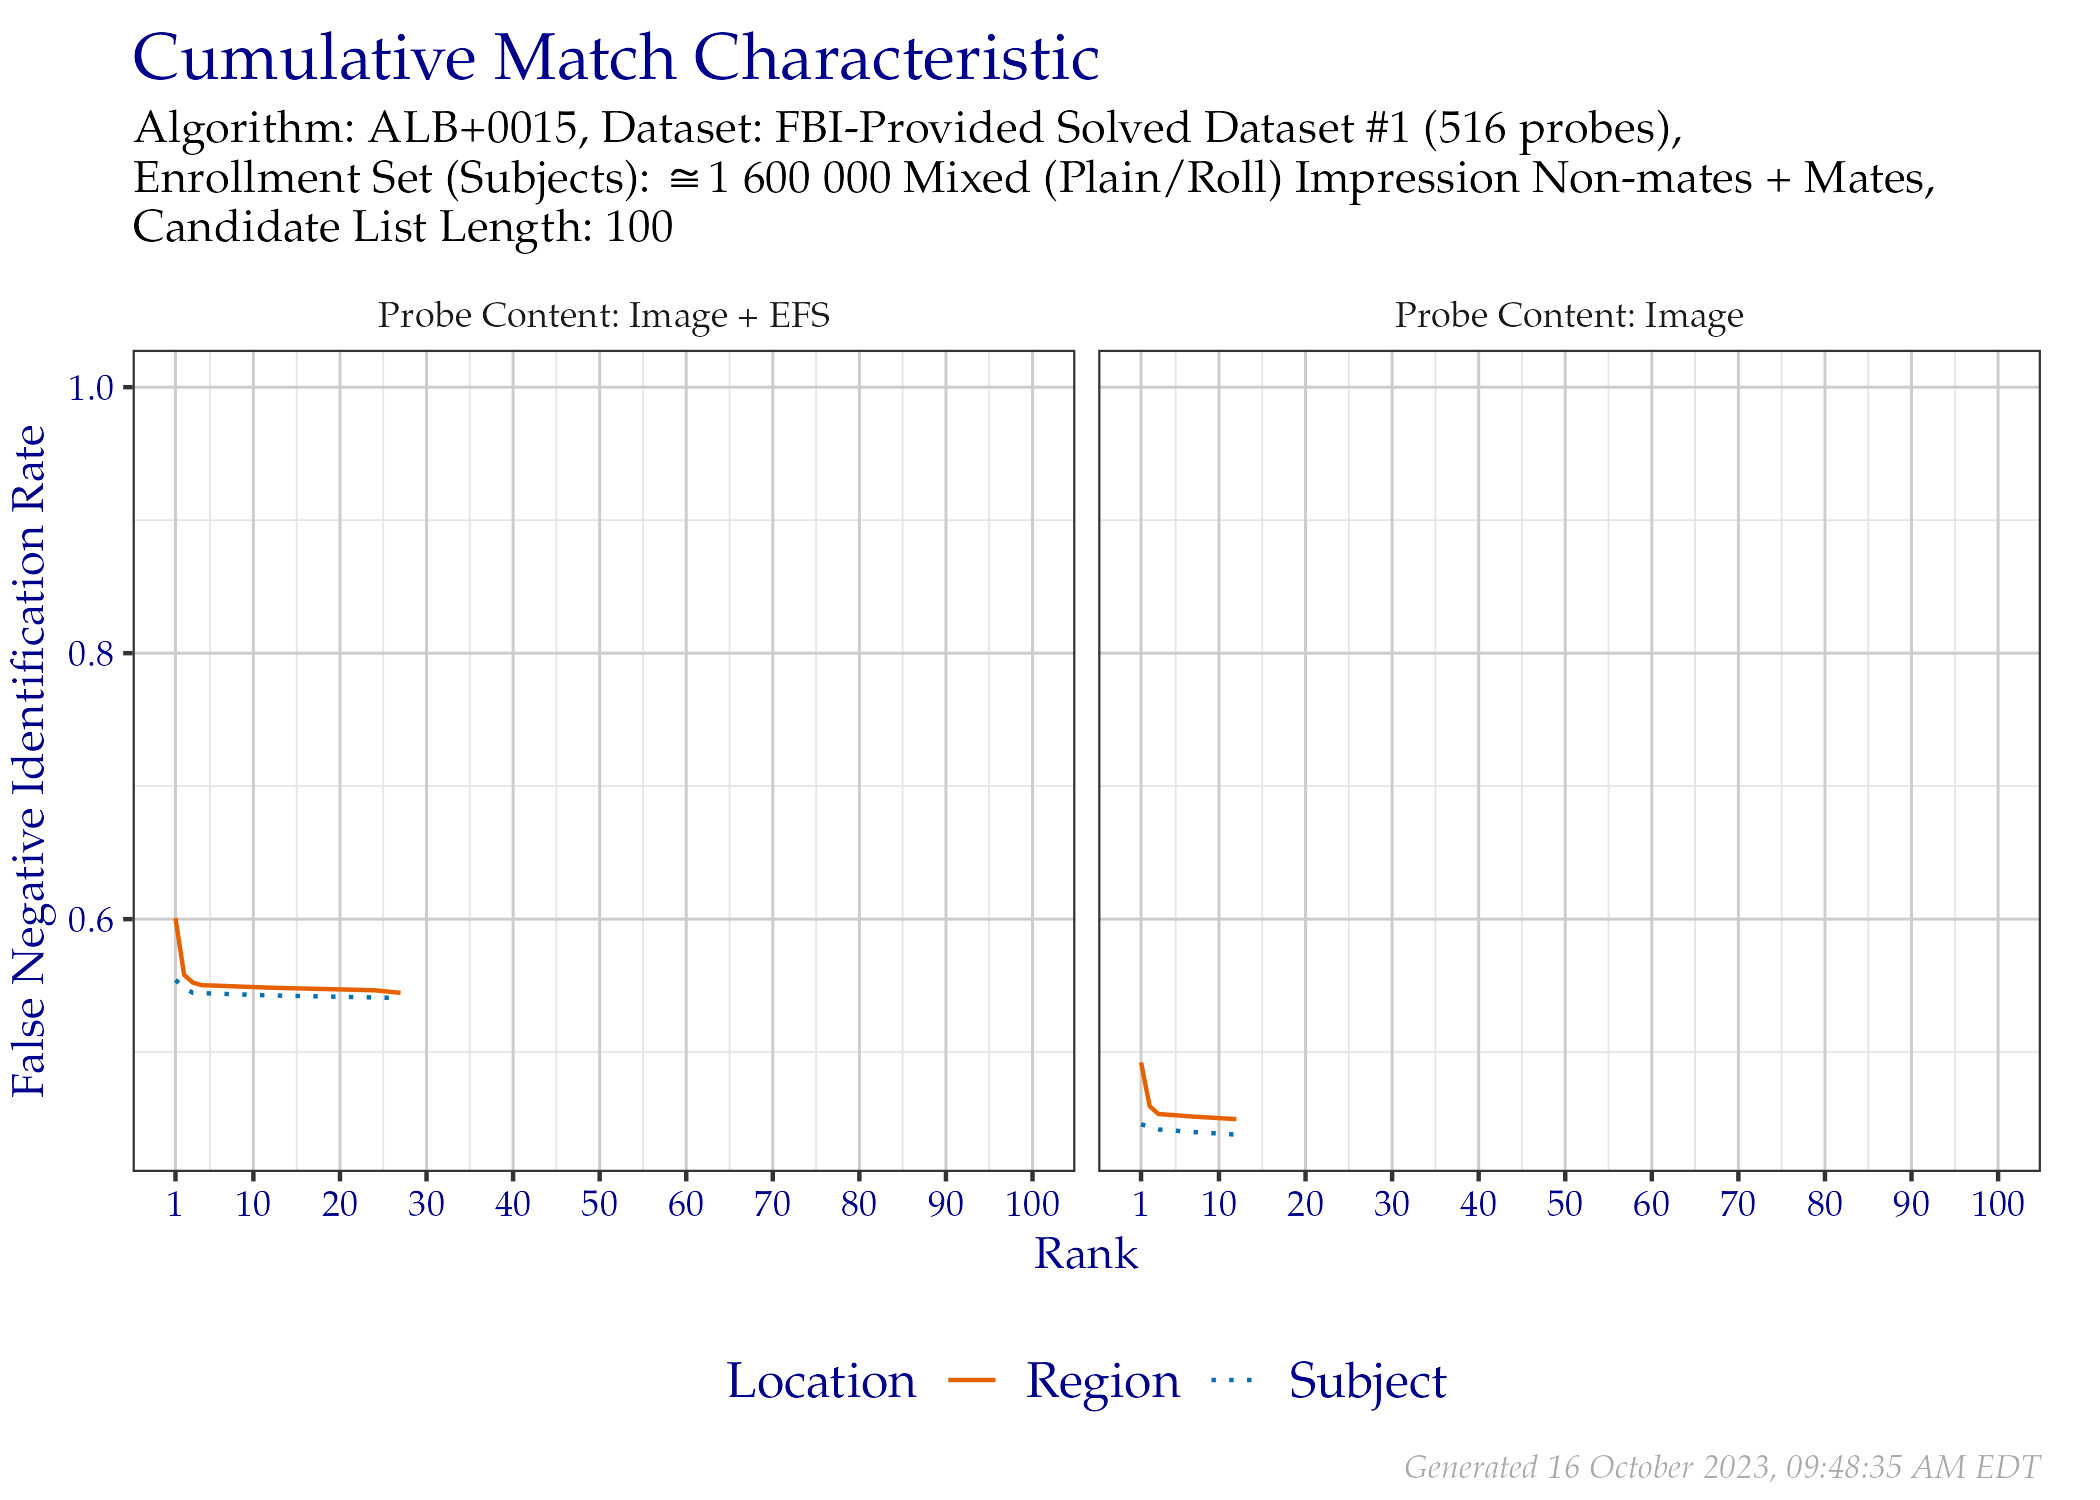 Cumulative Match Characteristic
Algorithm: ALB+0015, Dataset: FBI-Provided Solved Dataset #1 (516 probes),
Enrollment Set (Subjects): ≅1 600 000 Mixed (Plain/Roll) Impression Non-mates + Mates,
Candidate List Length: 100
Probe Content: Image + EFS
Probe Content: Image
False Negative Identification Rate
1.0
0.8
0.6
1 10 20 30 40 50 60 70 80 90 100
1 10 20 30 40 50 60 70 80 90 100
Rank
Location Region Subject
Generated 16 October 2023, 09:48:35 AM EDT